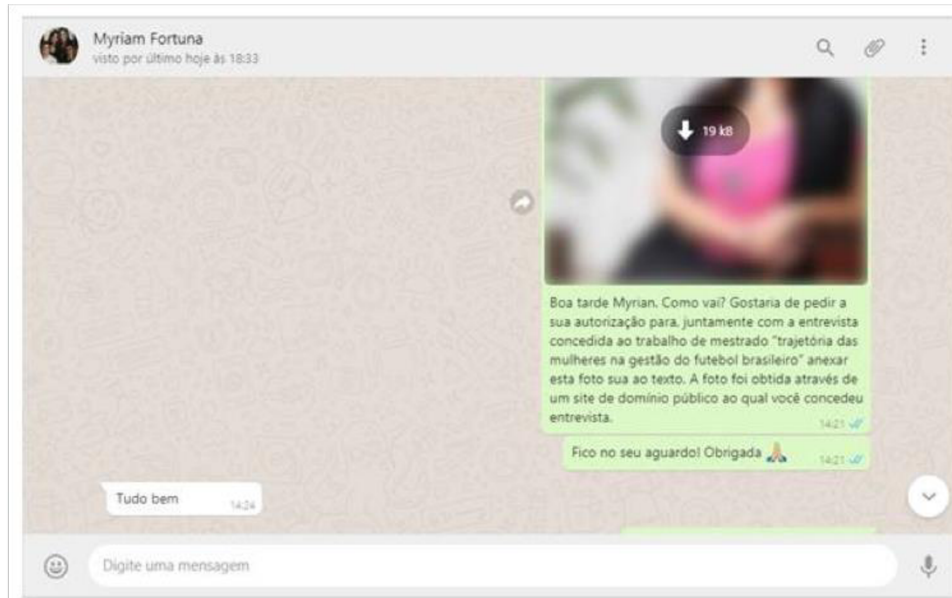 Myriam Fortuna
visto por último hoje às 18:33
19 kB
Boa tarde Myrian. Como vai? Gostaria de pedir a
sua autorização para, juntamente com a entrevista
concedida ao trabalho de mestrado "trajetória das
mulheres na gestão do futebol brasileiro" anexar
esta foto sua ao texto. A foto foi obtida através de
um site de domínio público ao qual você concedeu
entrevista.
14:21
Fico no seu aguardo! Obrigada 🙏🏼
14:21
Tudo bem
14:24
Digite uma mensagem